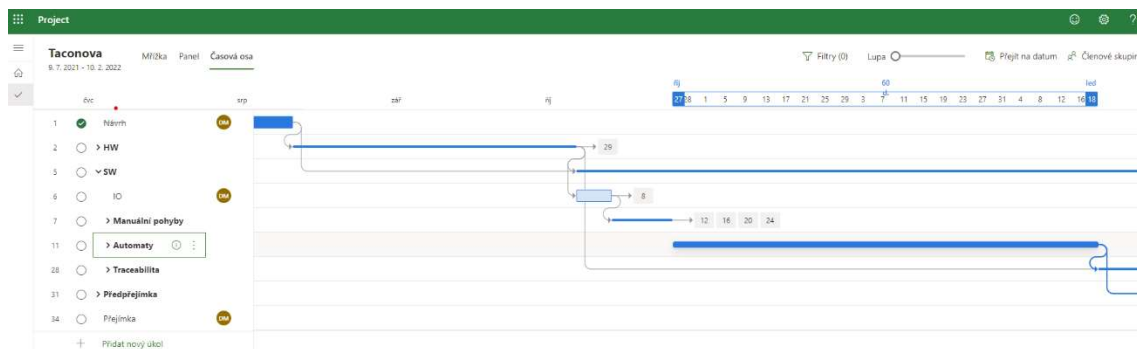 Project
Taconova
Mřížka Panel Časová osa
Filtry (0) Lupa Přejít na datum Členové skupin
9. 7. 2021 - 10. 2. 2022
říj 60 led
27 28 1 5 9 13 17 21 25 29 3 7 11 15 19 23 27 31 4 8 12 16 18
čvc srp zář říj
1 Návrh DM
2 HW 29
5 SW
6 IO DM 8
7 Manuální pohyby 12 16 20 24
11 Automaty
28 Traceabilita
31 Předpřejímka
34 Přejímka DM
Přidat nový úkol